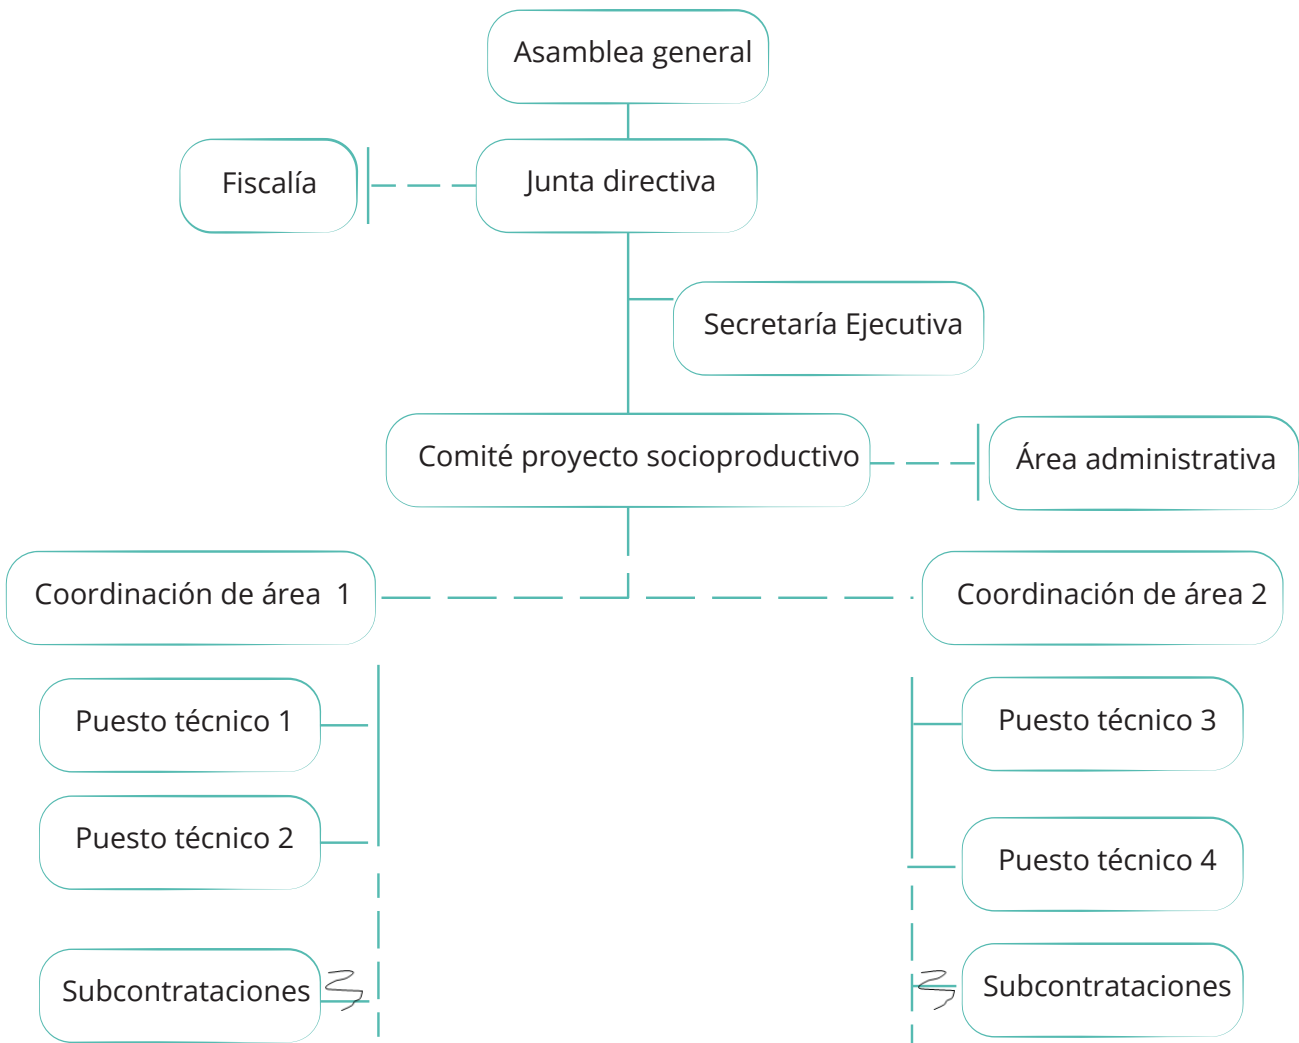 Asamblea general
Fiscalía
Junta directiva
Secretaría Ejecutiva
Comité proyecto socioproductivo
Área administrativa
Coordinación de área 1
Coordinación de área 2
Puesto técnico 1
Puesto técnico 3
Puesto técnico 2
Puesto técnico 4
Subcontrataciones
Subcontrataciones